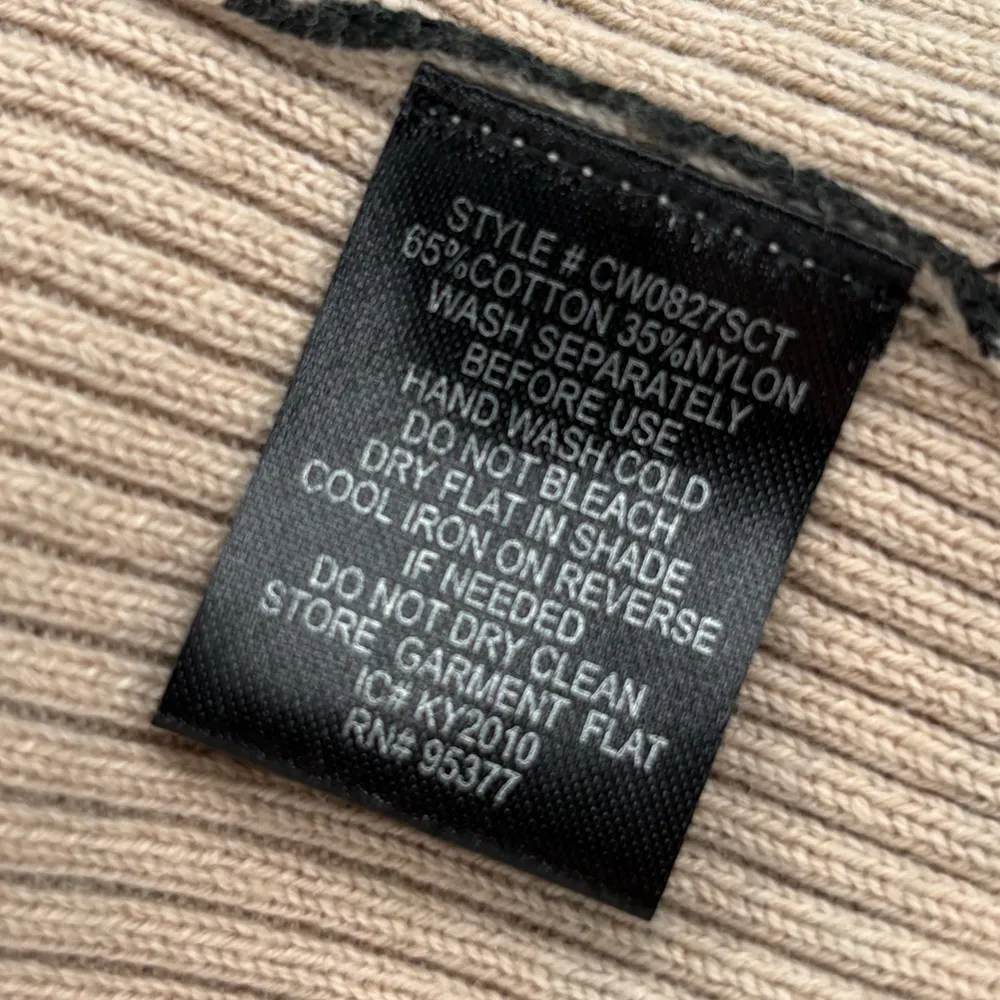 STYLE # CW0827SCT
65%COTTON 35%NYLON
WASH SEPARATELY
BEFORE USE
HAND WASH COLD
DO NOT BLEACH
DRY FLAT IN SHADE
COOL IRON ON REVERSE
IF NEEDED
DO NOT DRY CLEAN
STORE GARMENT FLAT
IC# KY2010
RN# 95377